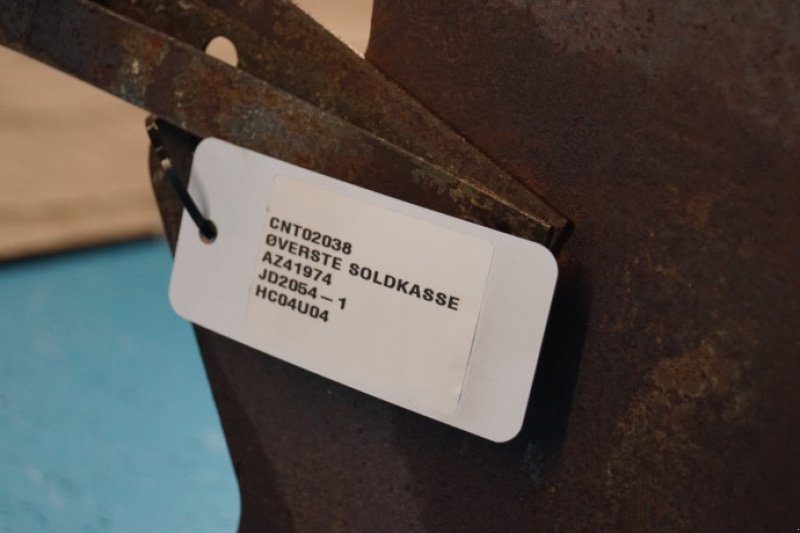 CNT02038
ØVERSTE SOLDKASSE
AZ41974
JD2054-1
HC04U04